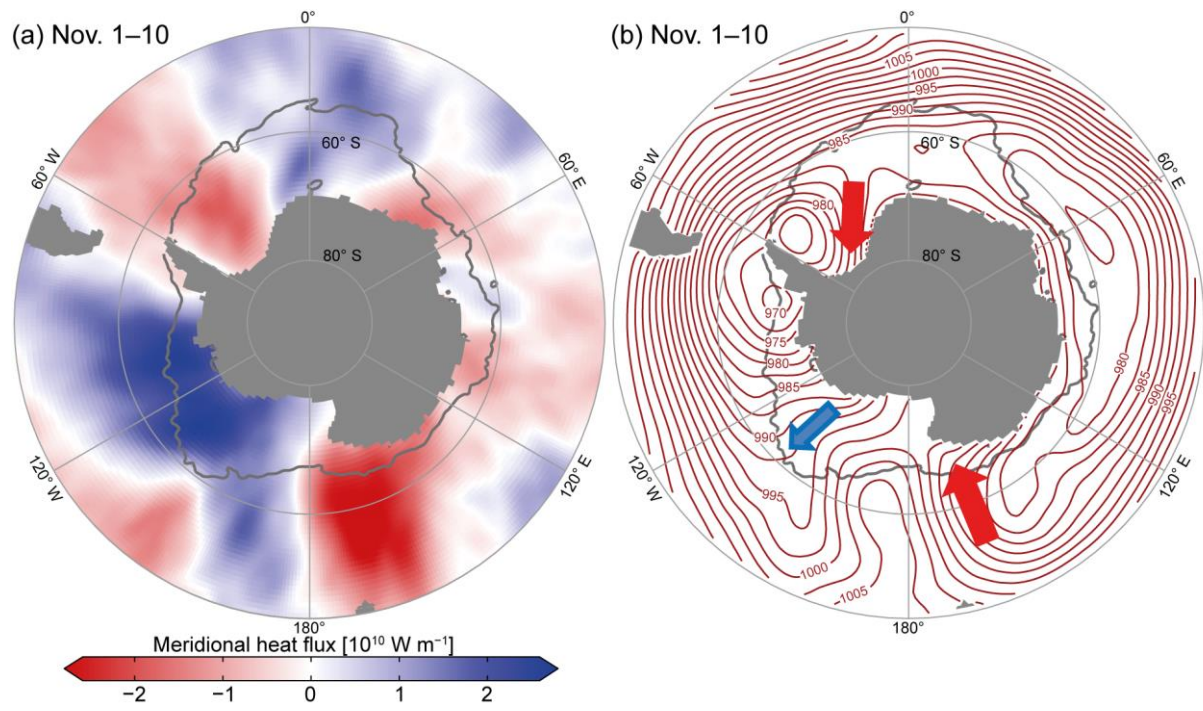 (a) Nov. 1–10
0°
60° E
120° E
180°
120° W
60° W
60° S
80° S
Meridional heat flux [10¹⁰ W m⁻¹]
−2 −1 0 1 2
(b) Nov. 1–10
0°
60° E
120° E
180°
120° W
60° W
60° S
80° S
1005
1000
995
990
985
980
970
975
980
985
990
995
1000
1005
980
985
990
995